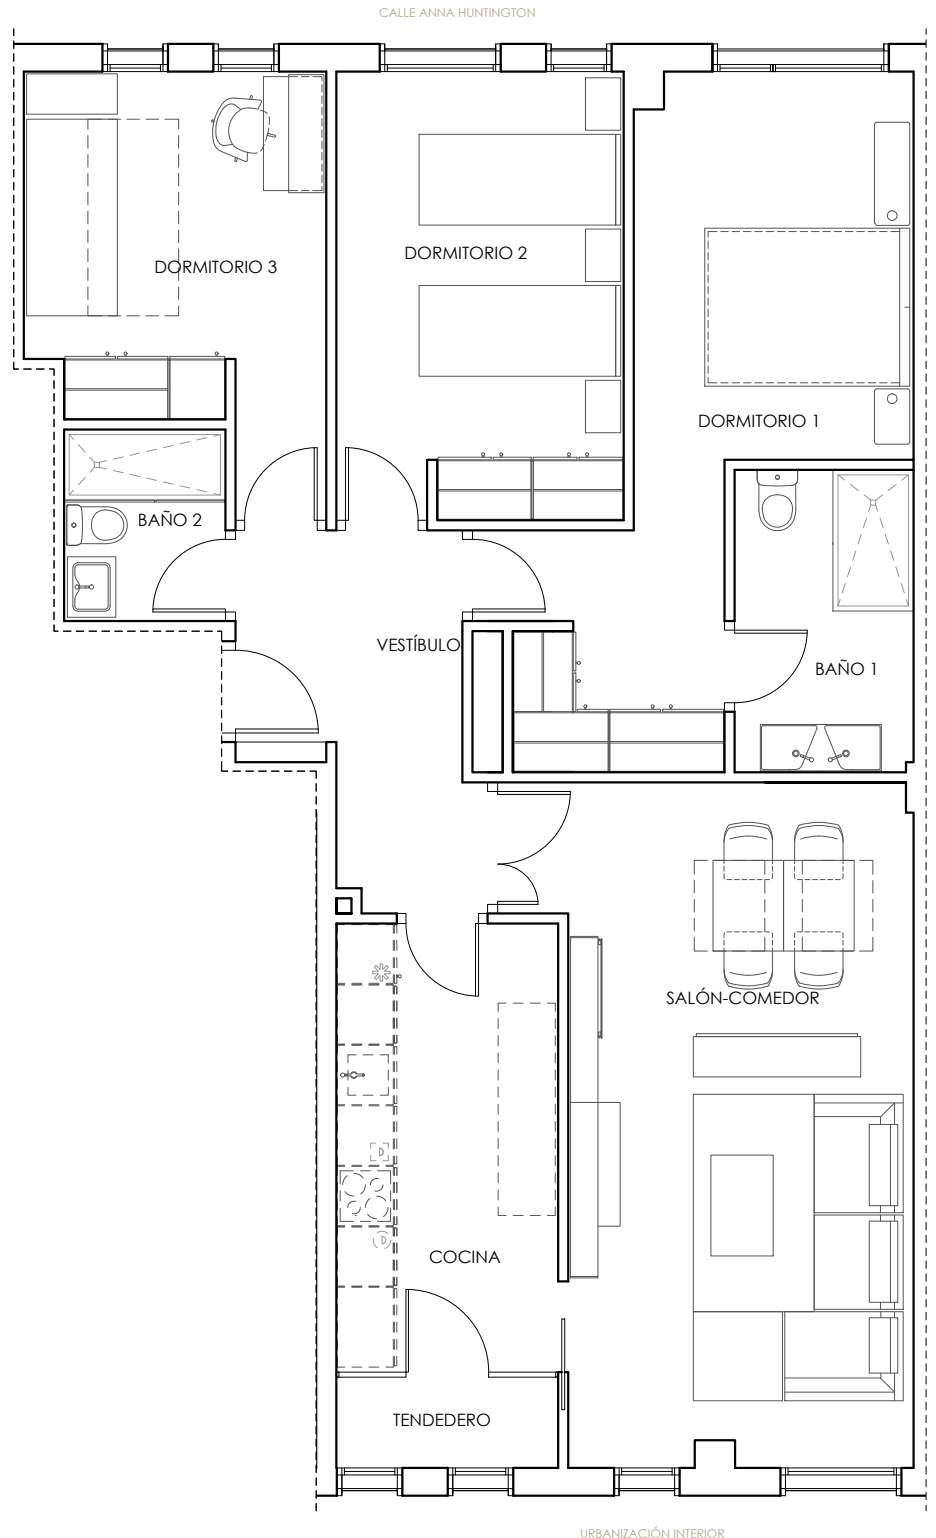 CALLE ANNA HUNTINGTON
DORMITORIO 3
DORMITORIO 2
DORMITORIO 1
BAÑO 2
VESTÍBULO
BAÑO 1
SALÓN-COMEDOR
D
D
COCINA
TENDEDERO
URBANIZACIÓN INTERIOR